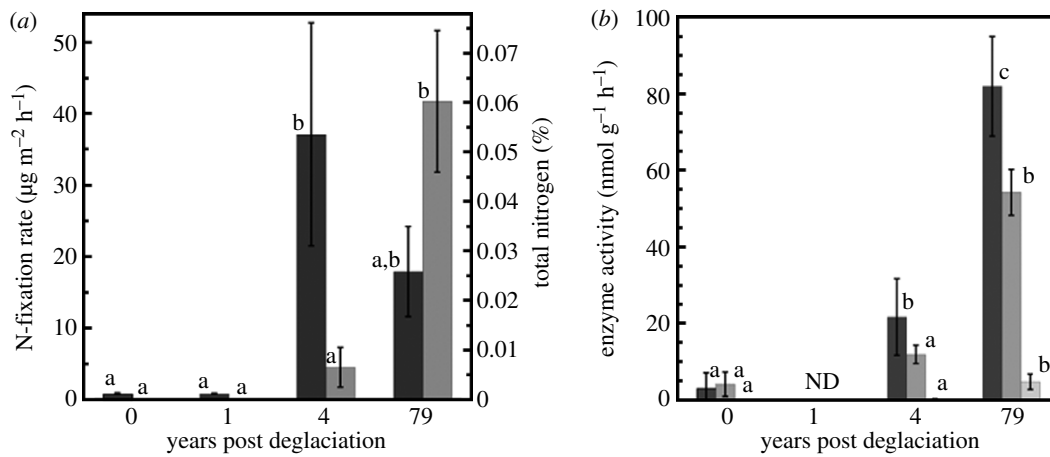 (a)
50
40
35
30
20
10
5
0
N-fixation rate (µg m⁻² h⁻¹)
0.07
0.06
0.05
0.04
0.03
0.02
0.01
0
total nitrogen (%)
a a
a a
b a
a,b b
0 1 4 79
years post deglaciation
(b)
100
80
60
40
20
0
enzyme activity (nmol g⁻¹ h⁻¹)
a a a
ND
b a a
c b b
0 1 4 79
years post deglaciation